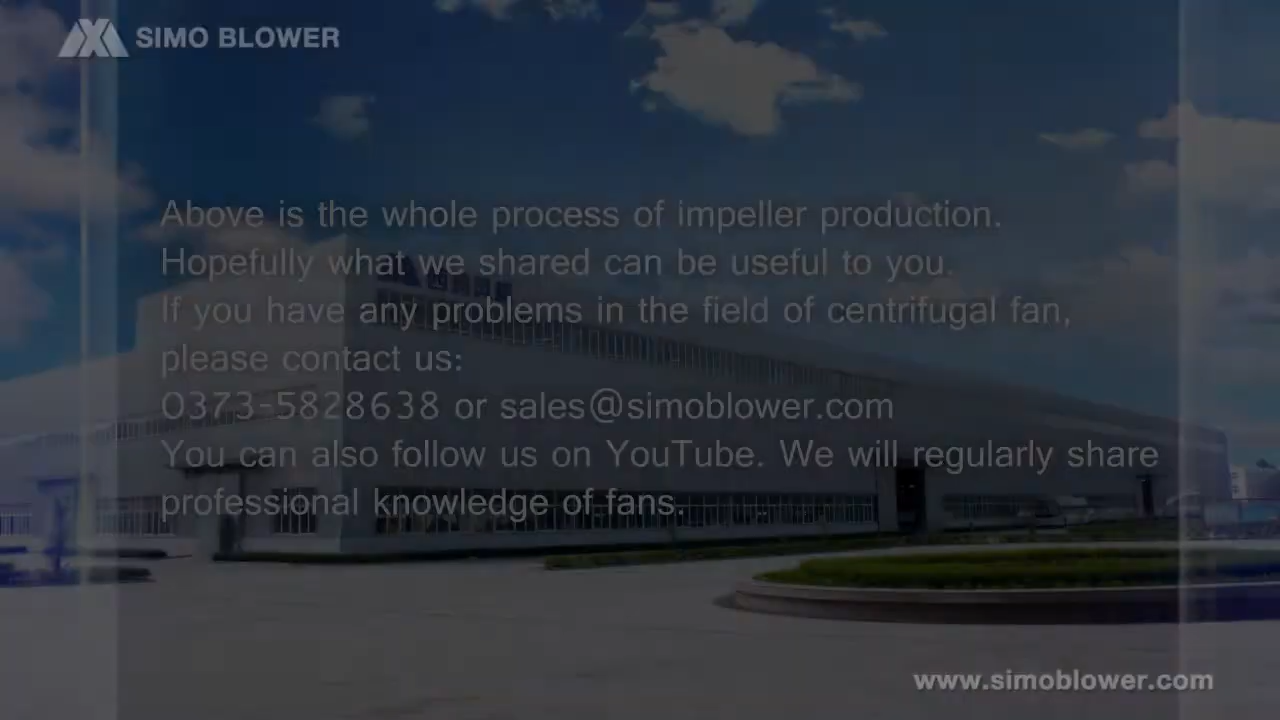 SIMO BLOWER
Above is the whole process of impeller production.
Hopefully what we shared can be useful to you.
If you have any problems in the field of centrifugal fan,
please contact us:
0373-5828638 or sales@simoblower.com
You can also follow us on YouTube. We will regularly share
professional knowledge of fans.
www.simoblower.com